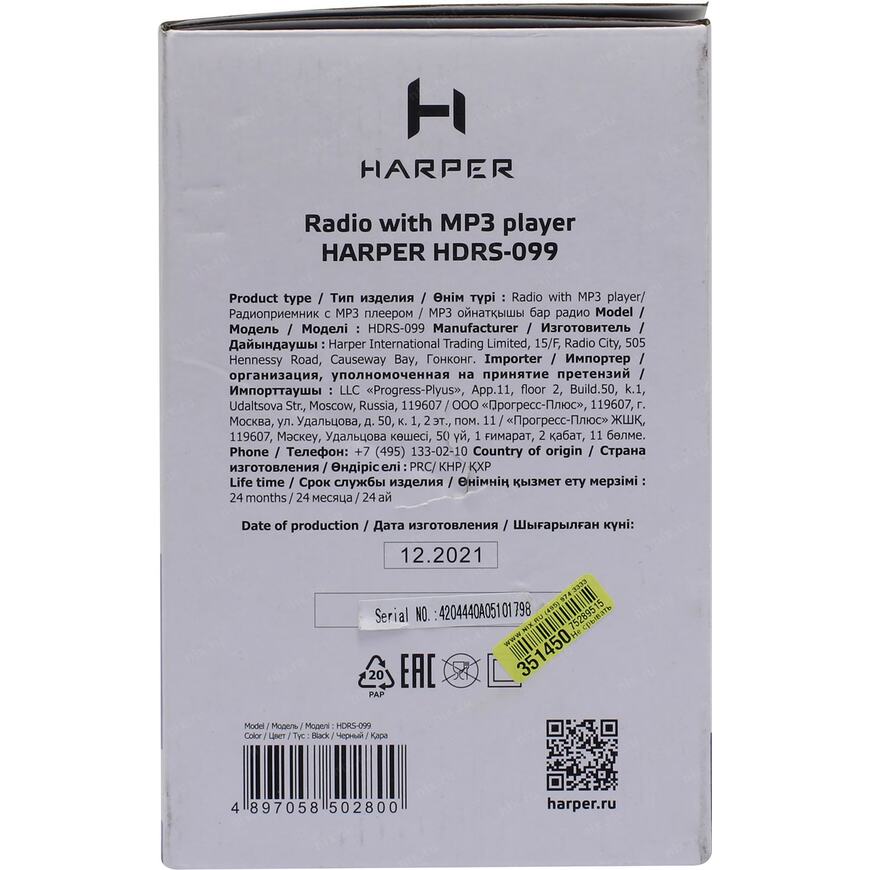 HARPER
Radio with MP3 player
HARPER HDRS-099
Product type / Тип изделия / Өнім түрі : Radio with MP3 player/
Радиоприемник с MP3 плеером / MP3 ойнатқышы бар радио Model /
Модель / Моделі : HDRS-099 Manufacturer / Изготовитель /
Дайындаушы : Harper International Trading Limited, 15/F, Radio City, 505
Hennessy Road, Causeway Bay, Гонконг. Importer / Импортер /
организация, уполномоченная на принятие претензий /
Импорттаушы : LLC «Progress-Plyus», App.11, floor 2, Build.50, k.1,
Udaltsova Str., Moscow, Russia, 119607 / ООО «Прогресс-Плюс», 119607, г.
Москва, ул. Удальцова, д. 50, к. 1, 2 эт., пом. 11 / «Прогресс-Плюс» ЖШҚ,
119607, Мәскеу, Удальцова көшесі, 50 үй, 1 ғимарат, 2 қабат, 11 бөлме.
Phone / Телефон: +7 (495) 133-02-10 Country of origin / Страна
изготовления / Өндіріс елі : PRC/ КНР/ ҚХР
Life time / Срок службы изделия / Өнімнің қызмет ету мерзімі :
24 months / 24 месяца / 24 ай
Date of production / Дата изготовления / Шығарылған күні:
12.2021
Serial NO.:4204440A05101798
www.nix.ru (495) 974 3333
351450 75289515
Не срывать
20
PAP
EAC
Model / Модель / Моделі : HDRS-099
Color / Цвет / Түс : Black / Черный / Қара
4 897058 502800
harper.ru